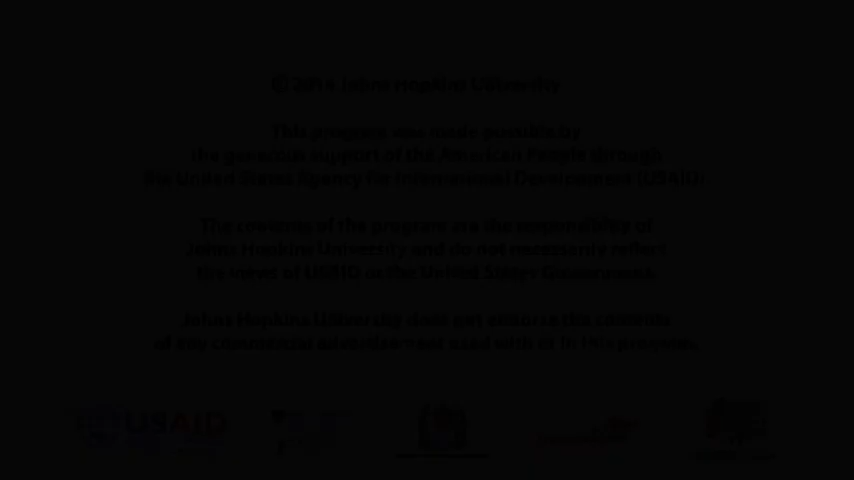 Johns Hopkins University
This program was made possible by
the generous support of the American People through
the United States Agency for International Development (USAID)
The contents of the program are the responsibility of
Johns Hopkins University and do not necessarily reflect
the views of USAID or the United States Government.
Johns Hopkins University does not endorse the contents
of any commercial advertisement used with or in this program.
USAID